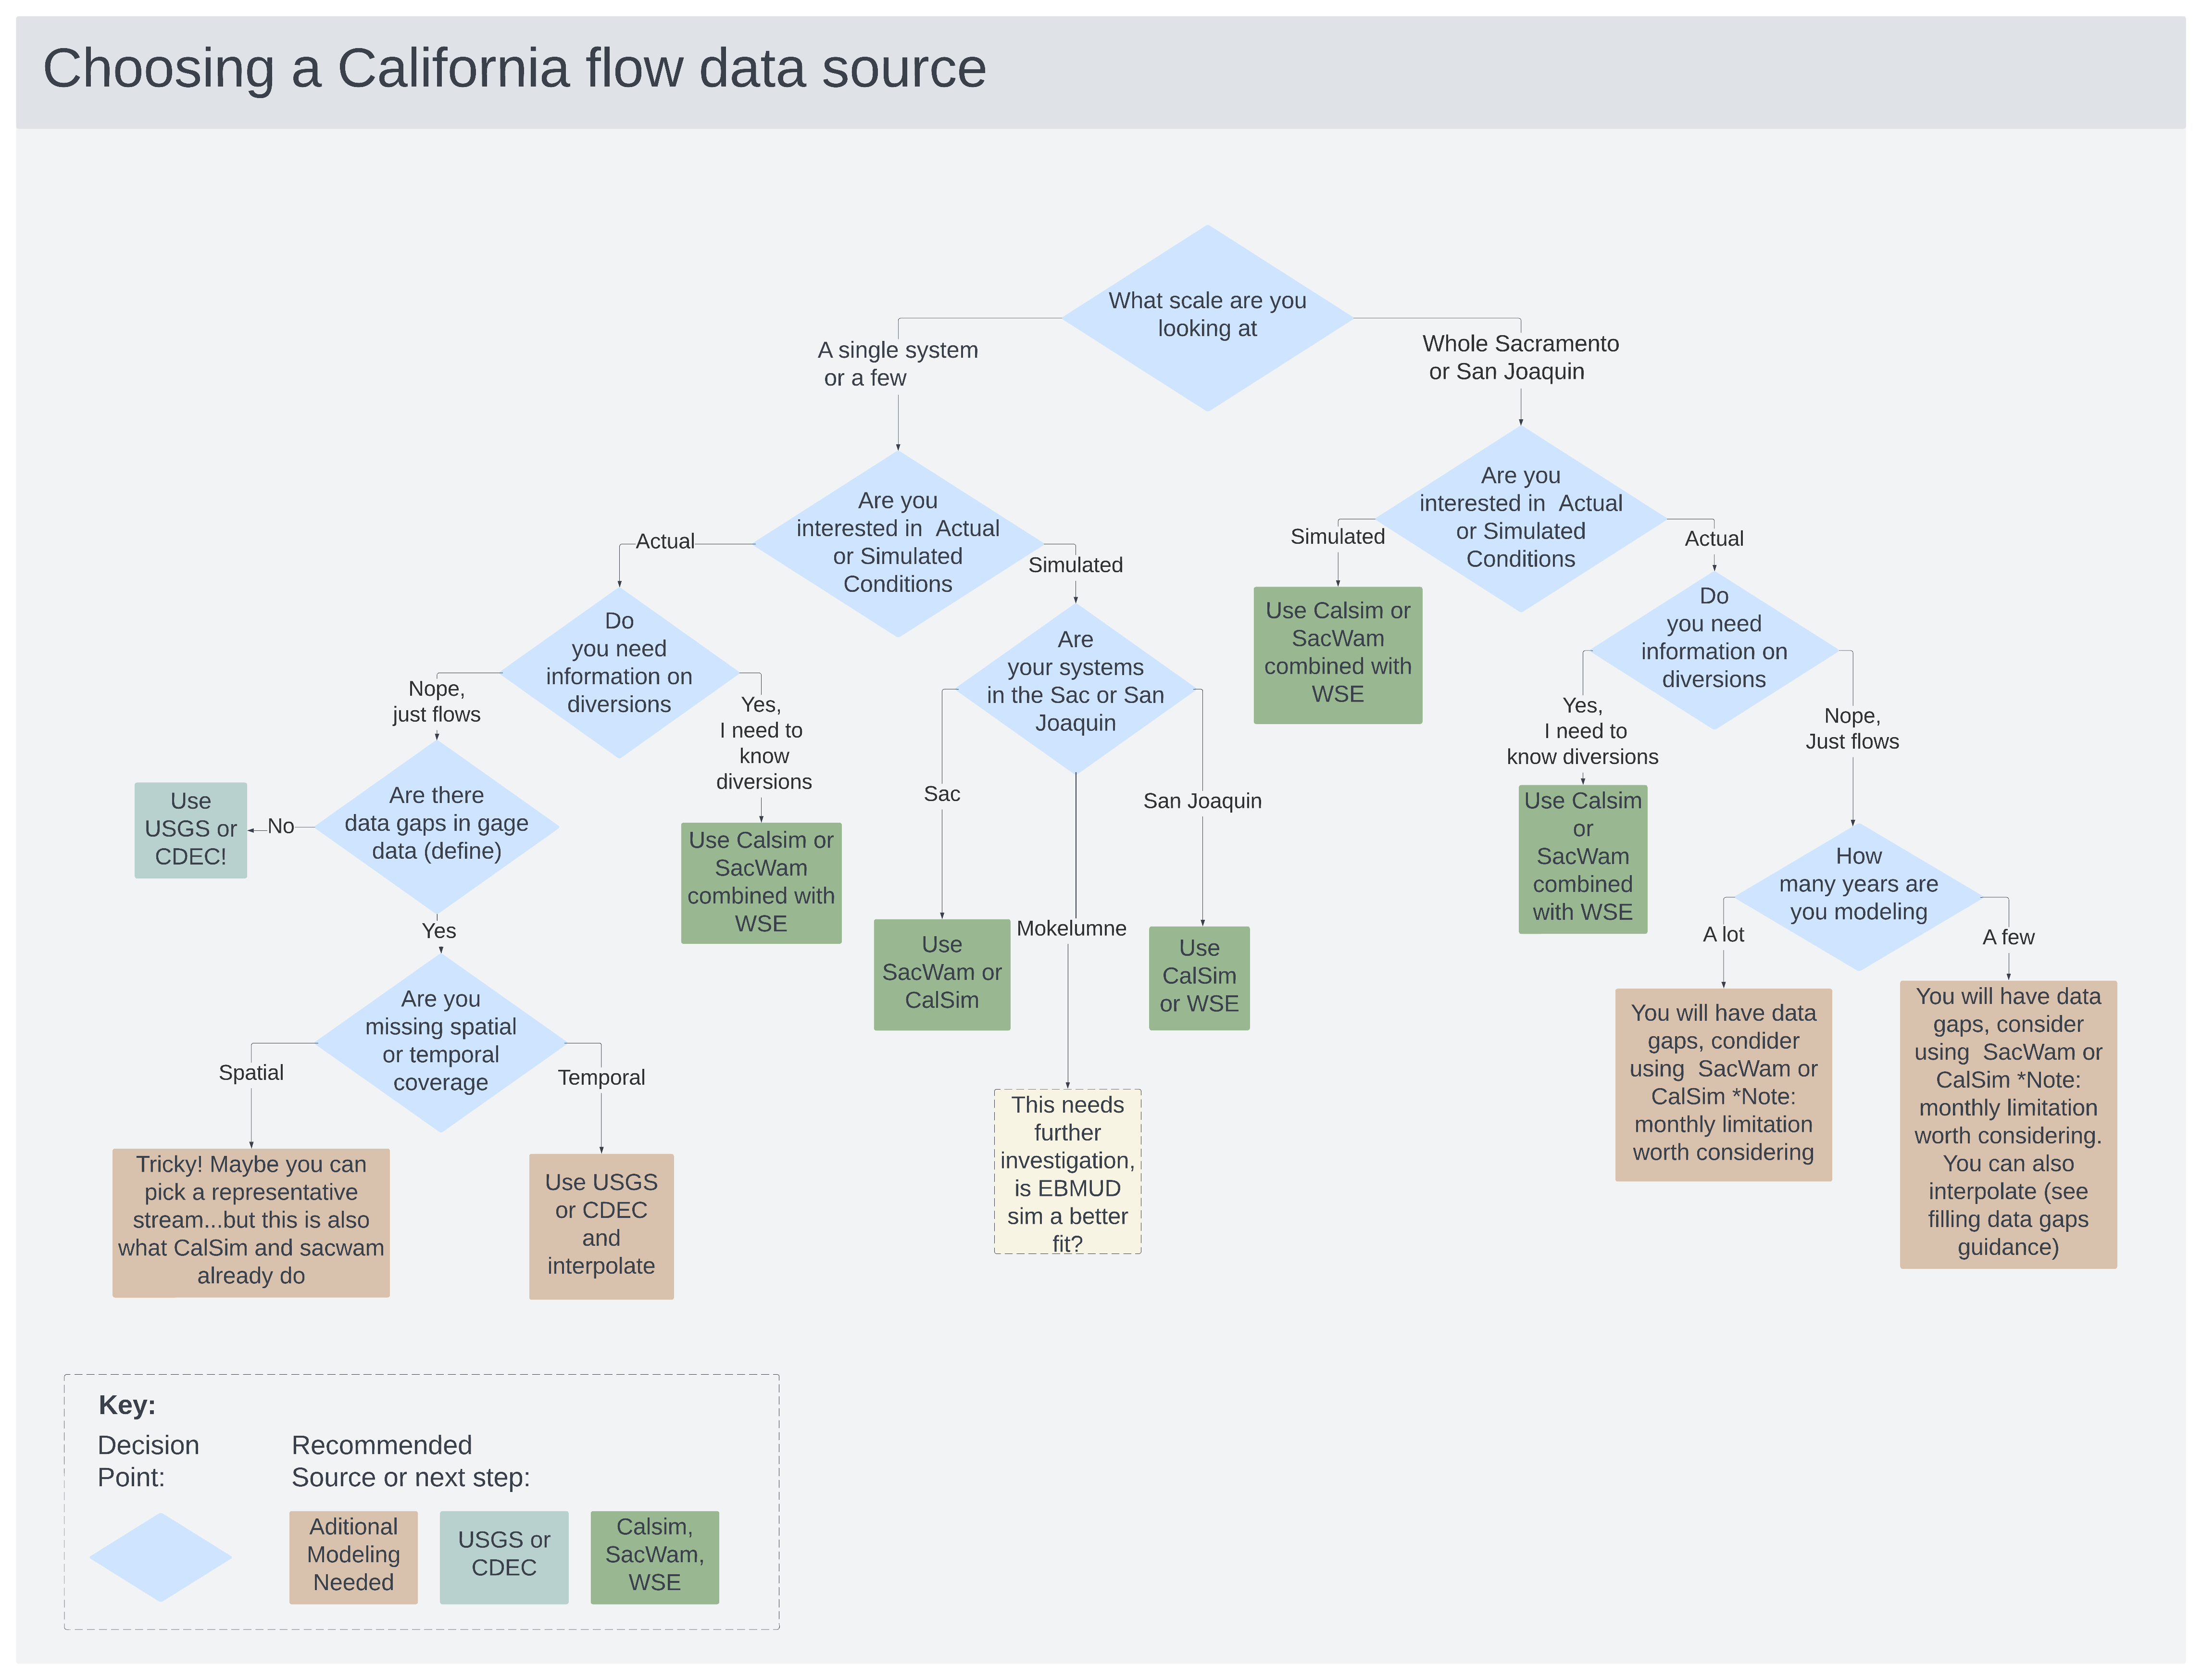 Choosing a California flow data source
What scale are you
looking at
A single system
or a few
Whole Sacramento
or San Joaquin
Are you
interested in  Actual
or Simulated
Conditions
Are you
interested in  Actual
or Simulated
Conditions
Actual
Simulated
Simulated
Actual
Do
you need
information on
diversions
Are
your systems
in the Sac or San
Joaquin
Use Calsim or
SacWam
combined with
WSE
Do
you need
information on
diversions
Nope,
just flows
Yes,
I need to
know
diversions
Yes,
I need to
know diversions
Nope,
Just flows
Use
USGS or
CDEC!
No
Are there
data gaps in gage
data (define)
Use Calsim or
SacWam
combined with
WSE
Sac
San Joaquin
Mokelumne
Use Calsim
or
SacWam
combined
with WSE
How
many years are
you modeling
Yes
Use
SacWam or
CalSim
Use
CalSim
or WSE
A lot
A few
Are you
missing spatial
or temporal
coverage
Spatial
Temporal
You will have data
gaps, condider
using  SacWam or
CalSim *Note:
monthly limitation
worth considering
You will have data
gaps, consider
using  SacWam or
CalSim *Note:
monthly limitation
worth considering.
You can also
interpolate (see
filling data gaps
guidance)
Tricky! Maybe you can
pick a representative
stream...but this is also
what CalSim and sacwam
already do
Use USGS
or CDEC
and
interpolate
This needs
further
investigation,
is EBMUD
sim a better
fit?
Key:
Decision
Point:
Recommended
Source or next step:
Aditional
Modeling
Needed
USGS or
CDEC
Calsim,
SacWam,
WSE